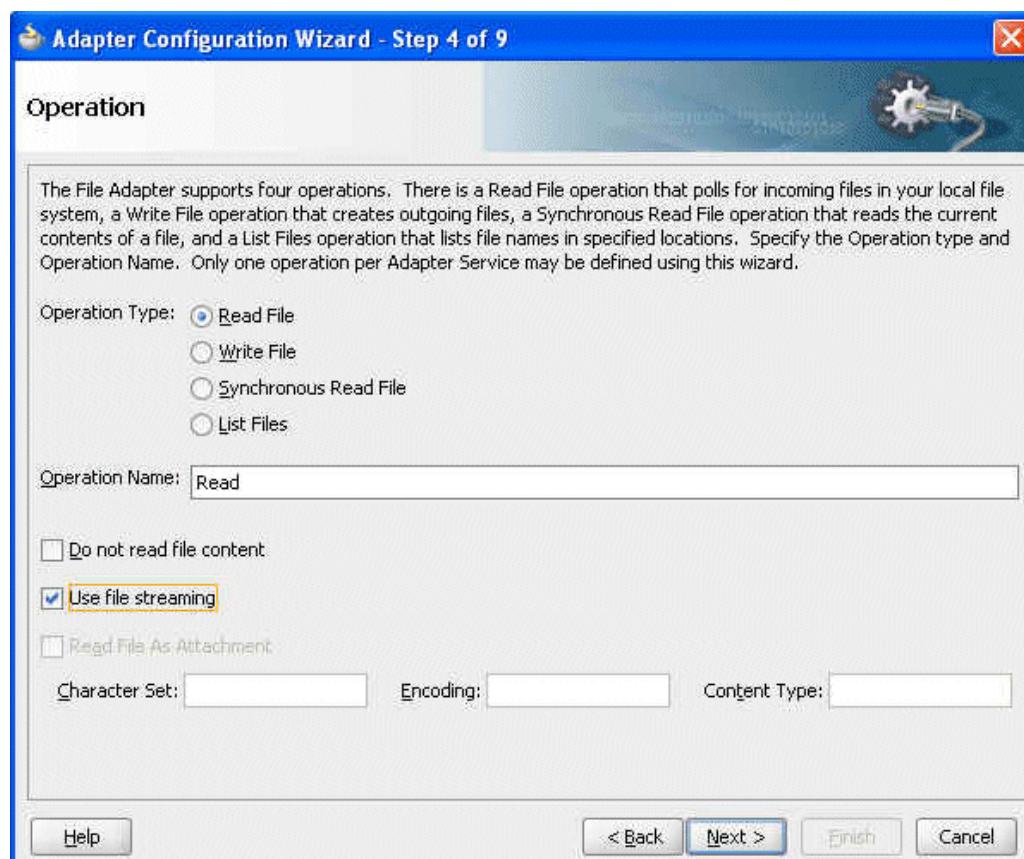 Adapter Configuration Wizard - Step 4 of 9
Operation
The File Adapter supports four operations.  There is a Read File operation that polls for incoming files in your local file
system, a Write File operation that creates outgoing files, a Synchronous Read File operation that reads the current
contents of a file, and a List Files operation that lists file names in specified locations.  Specify the Operation type and
Operation Name.  Only one operation per Adapter Service may be defined using this wizard.
Operation Type: Read File
Write File
Synchronous Read File
List Files
Operation Name: Read
Do not read file content
Use file streaming
Read File As Attachment
Character Set: Encoding: Content Type:
Help < Back Next > Finish Cancel